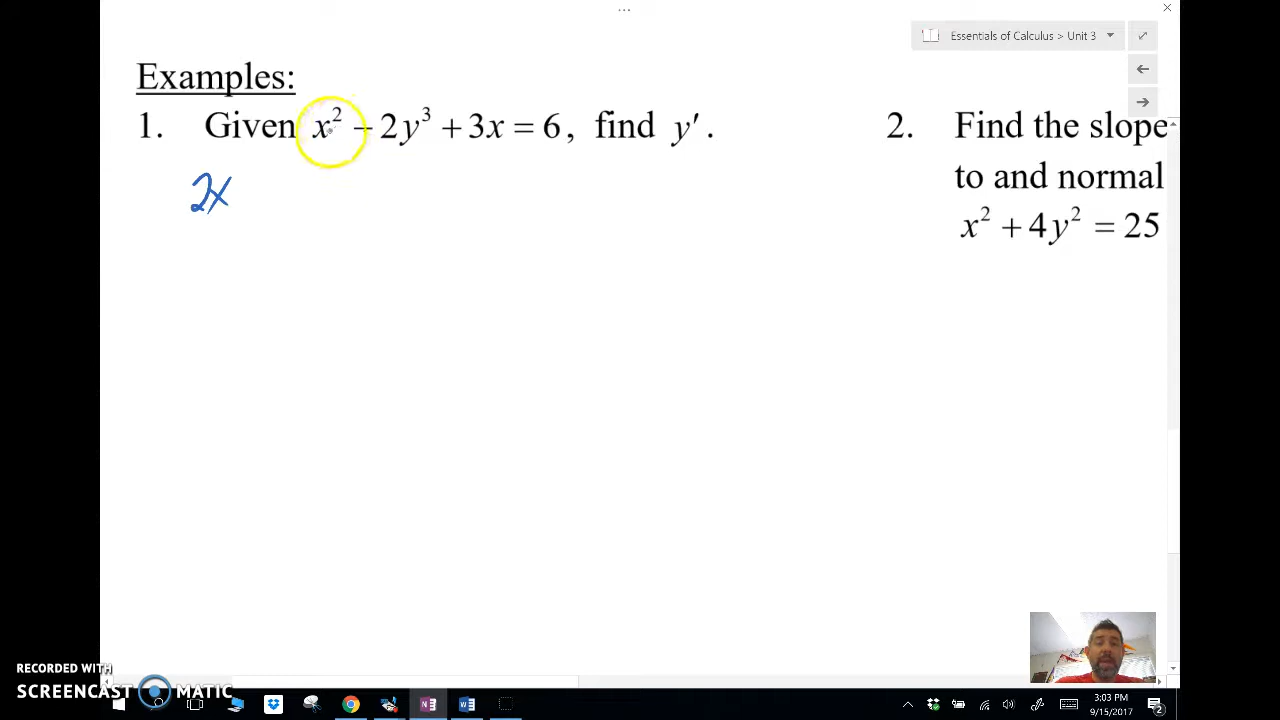 Essentials of Calculus > Unit 3
Examples:
1. Given x² − 2y³ + 3x = 6, find y′.
2x
2. Find the slope
to and normal
x² + 4y² = 25
RECORDED WITH
SCREENCAST MATIC
3:03 PM
9/15/2017
2